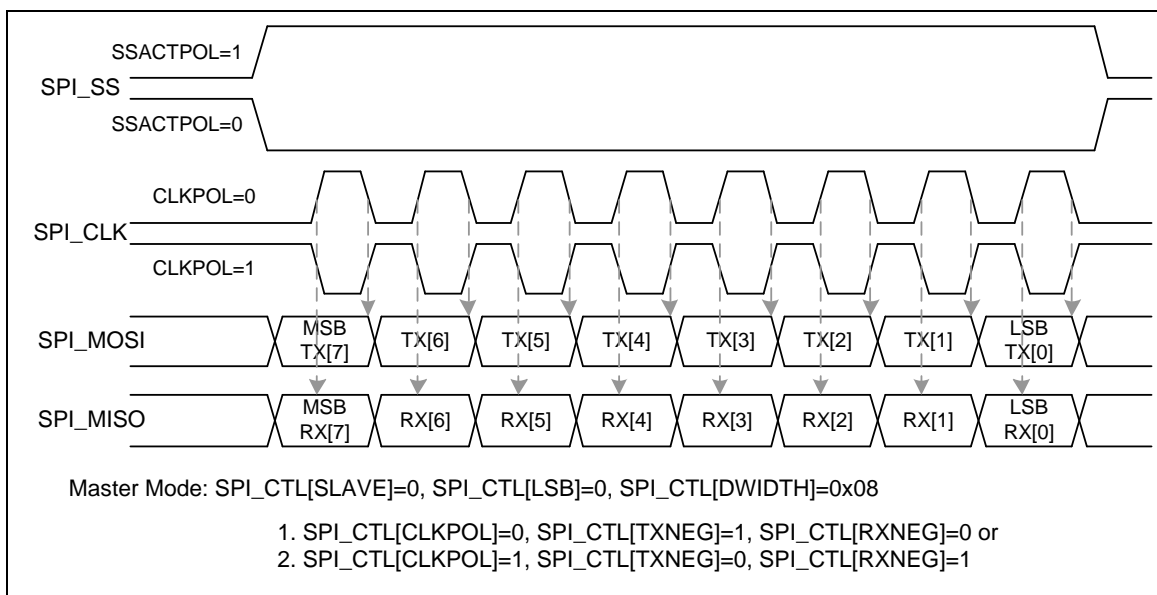 SSACTPOL=1
SPI_SS
SSACTPOL=0
CLKPOL=0
SPI_CLK
CLKPOL=1
SPI_MOSI
MSB
TX[7]
TX[6]
TX[5]
TX[4]
TX[3]
TX[2]
TX[1]
LSB
TX[0]
SPI_MISO
MSB
RX[7]
RX[6]
RX[5]
RX[4]
RX[3]
RX[2]
RX[1]
LSB
RX[0]
Master Mode: SPI_CTL[SLAVE]=0, SPI_CTL[LSB]=0, SPI_CTL[DWIDTH]=0x08
1. SPI_CTL[CLKPOL]=0, SPI_CTL[TXNEG]=1, SPI_CTL[RXNEG]=0 or
2. SPI_CTL[CLKPOL]=1, SPI_CTL[TXNEG]=0, SPI_CTL[RXNEG]=1